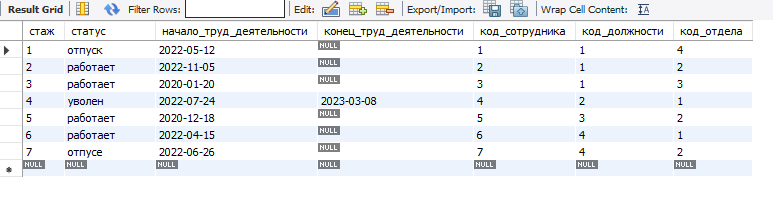 Result Grid Filter Rows: Edit: Export/Import: Wrap Cell Content:
стаж статус начало_труд_деятельности конец_труд_деятельности код_сотрудника код_должности код_отдела
1 отпуск 2022-05-12 NULL 1 1 4
2 работает 2022-11-05 NULL 2 1 2
3 работает 2020-01-20 NULL 3 1 3
4 уволен 2022-07-24 2023-03-08 4 2 1
5 работает 2020-12-18 NULL 5 3 2
6 работает 2022-04-15 NULL 6 4 1
7 отпусе 2022-06-26 NULL 7 4 2
NULL NULL NULL NULL NULL NULL NULL